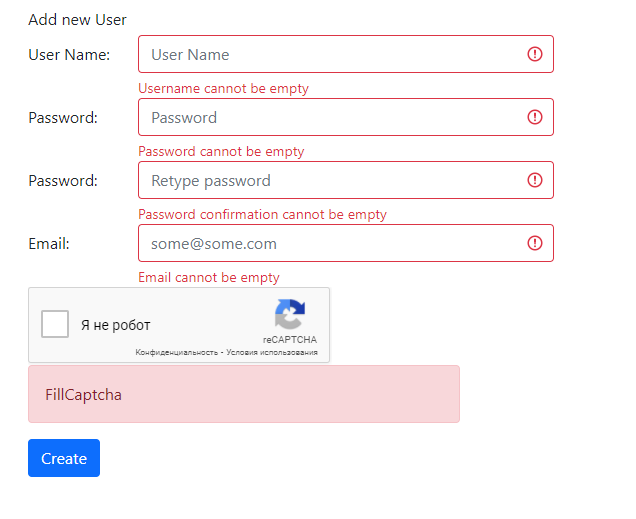 Add new User
User Name: User Name
Username cannot be empty
Password: Password
Password cannot be empty
Password: Retype password
Password confirmation cannot be empty
Email: some@some.com
Email cannot be empty
Я не робот
reCAPTCHA
Конфиденциальность - Условия использования
FillCaptcha
Create